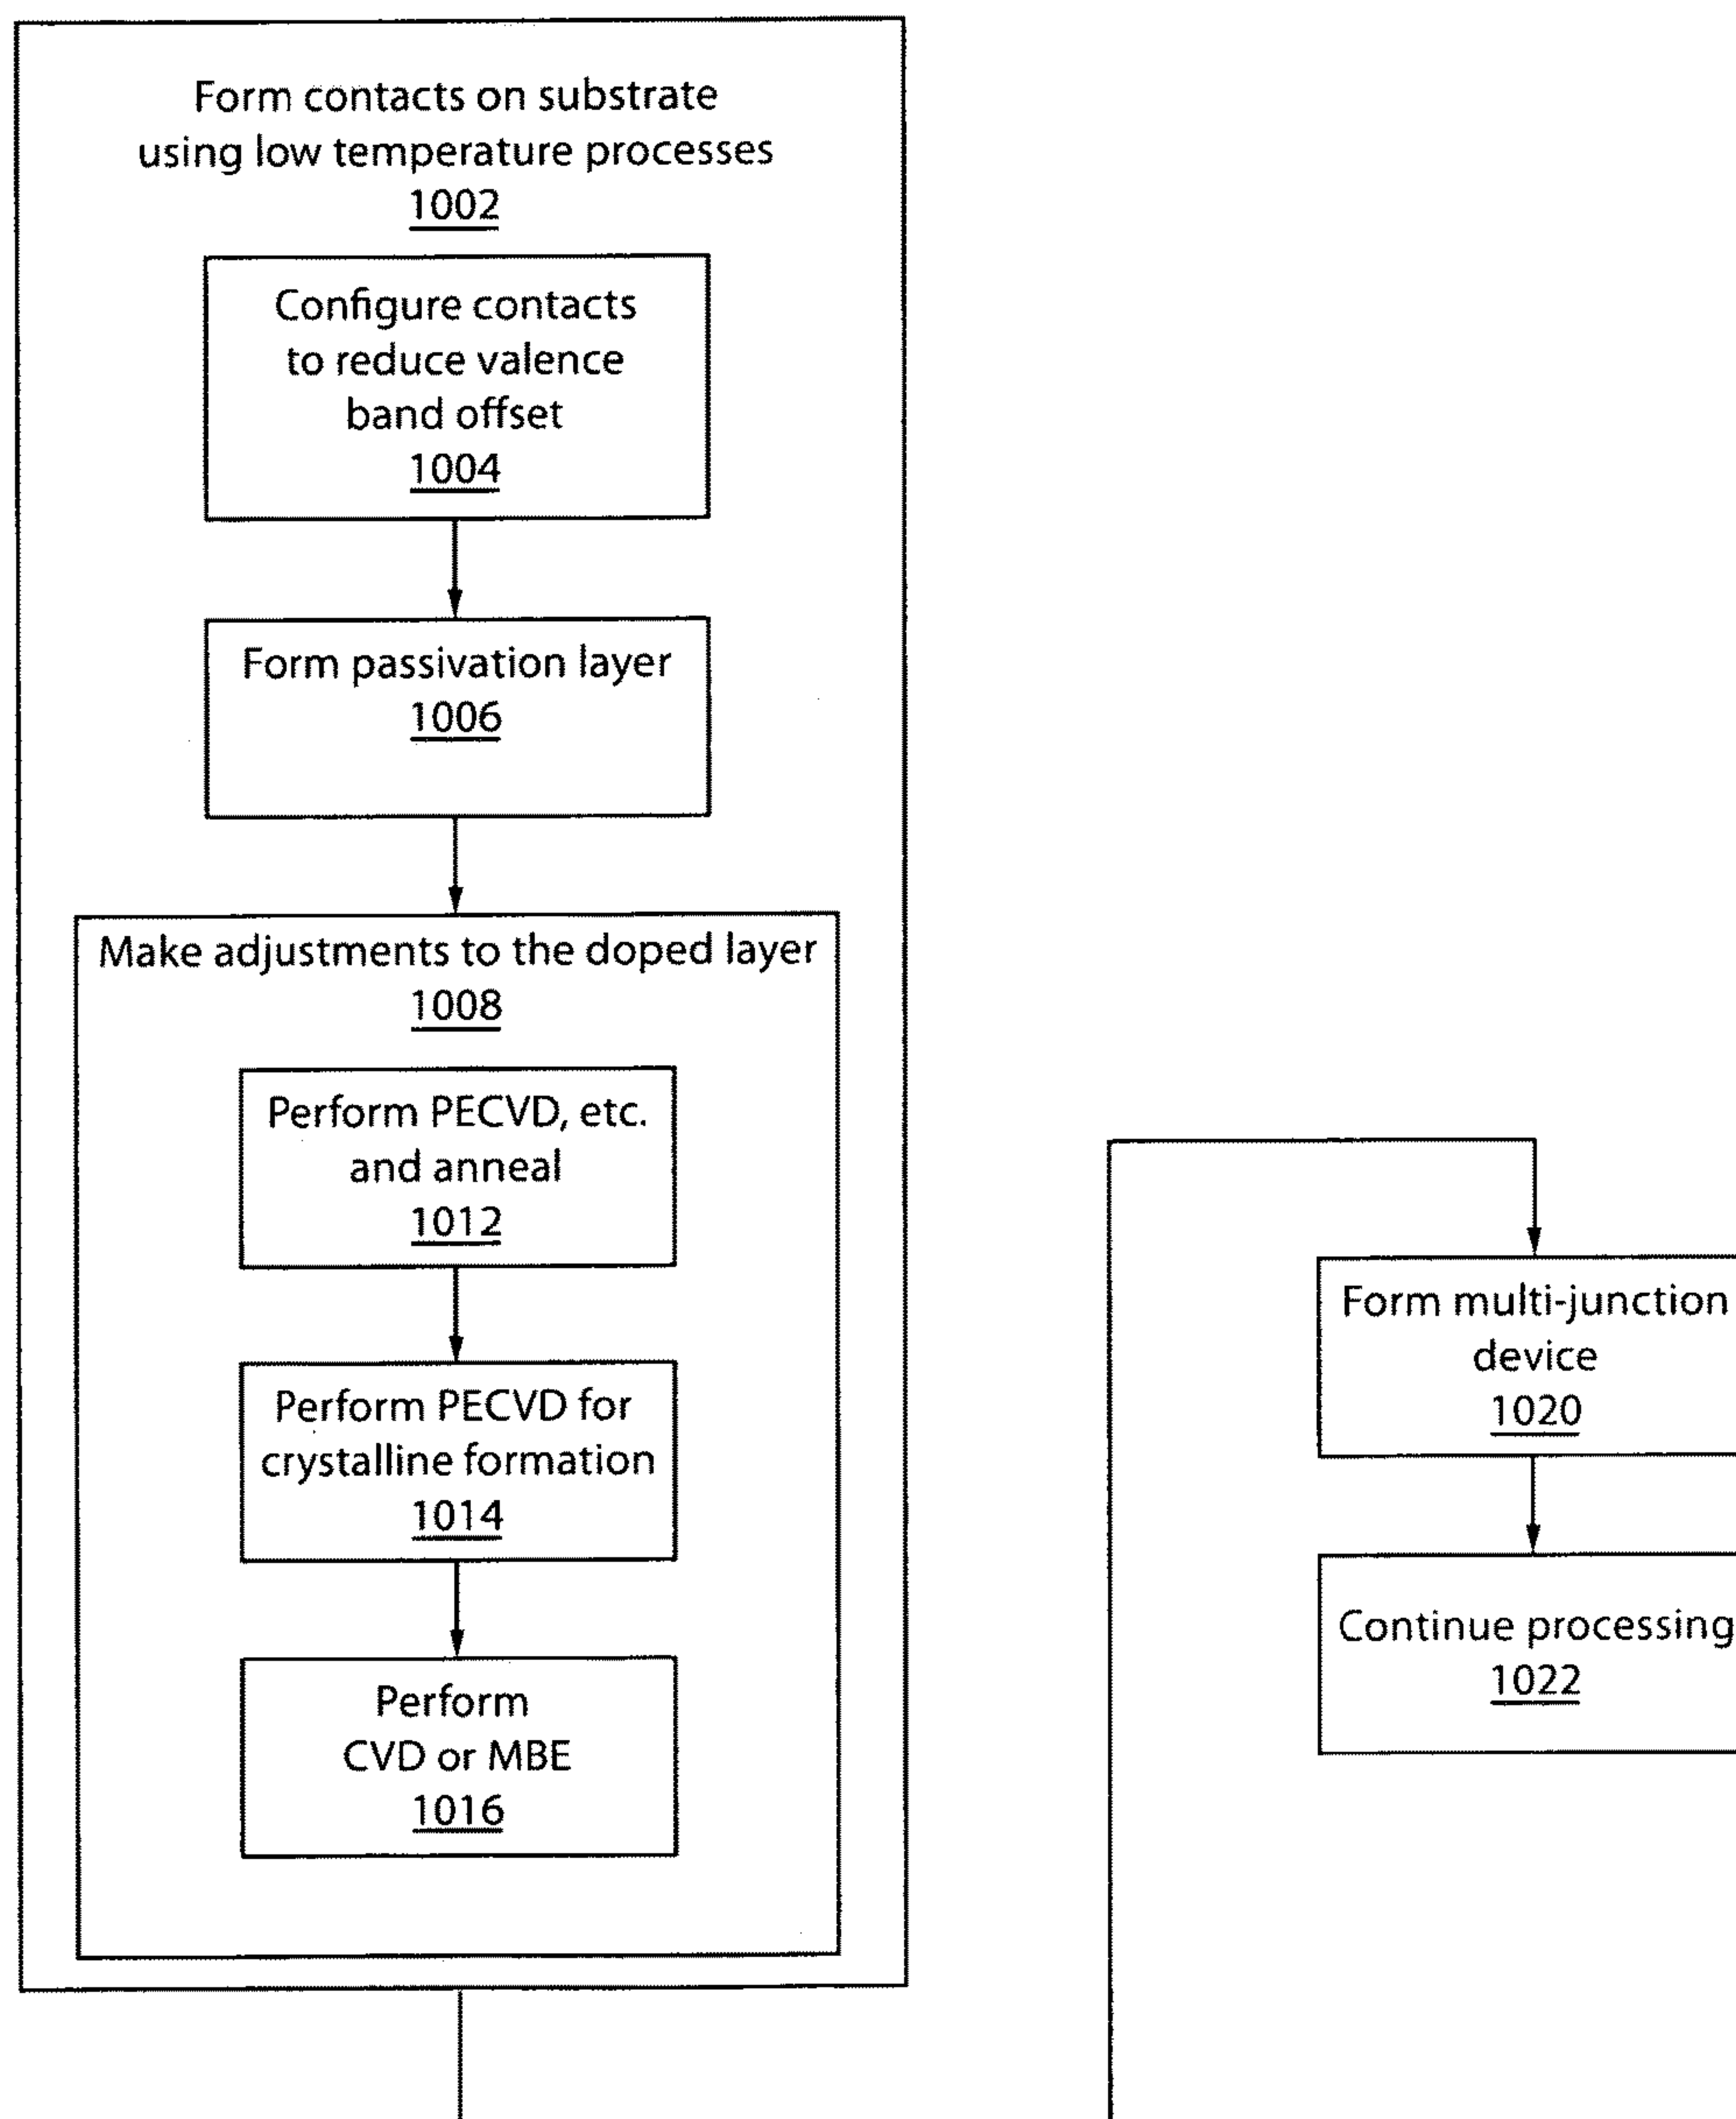 Form contacts on substrate
using low temperature processes
1002
Configure contacts
to reduce valence
band offset
1004
Form passivation layer
1006
Make adjustments to the doped layer
1008
Perform PECVD, etc.
and anneal
1012
Perform PECVD for
crystalline formation
1014
Perform
CVD or MBE
1016
Form multi-junction
device
1020
Continue processing
1022